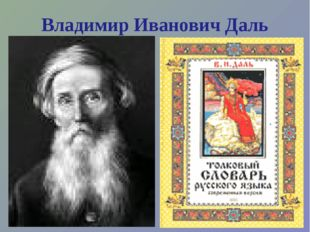 Владимир Иванович Даль
В.И. ДАЛЬ
ТОЛКОВЫЙ
СЛОВАРЬ
русского языка
современная версия